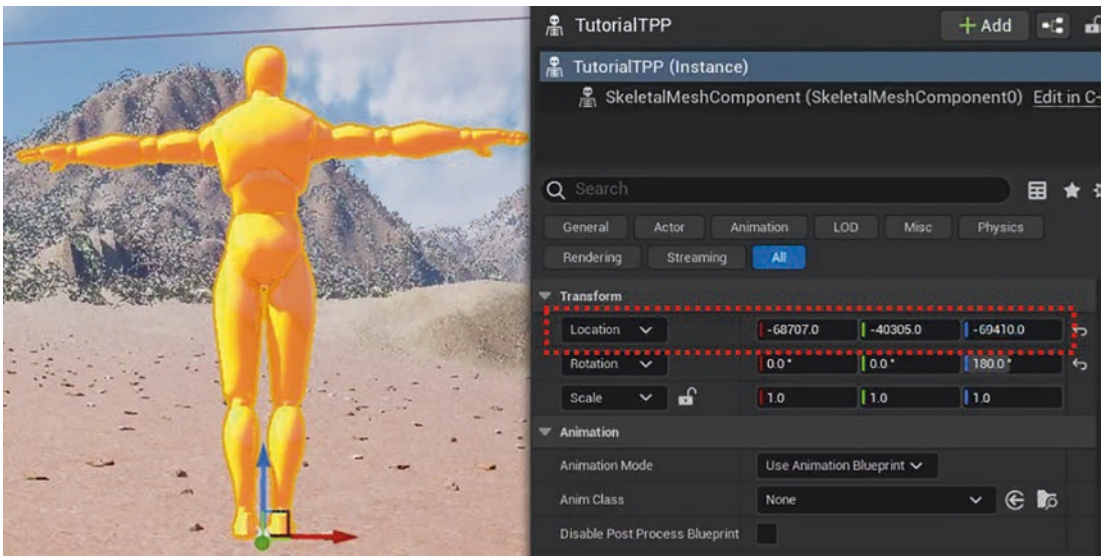 TutorialTPP
Add
TutorialTPP (Instance)
SkeletalMeshComponent (SkeletalMeshComponent0) Edit in C-
Search
General Actor Animation LOD Misc Physics
Rendering Streaming All
Transform
Location -68707.0 -40305.0 -69410.0
Rotation 0.0° 0.0° 180.0°
Scale 1.0 1.0 1.0
Animation
Animation Mode Use Animation Blueprint
Anim Class None
Disable Post Process Blueprint